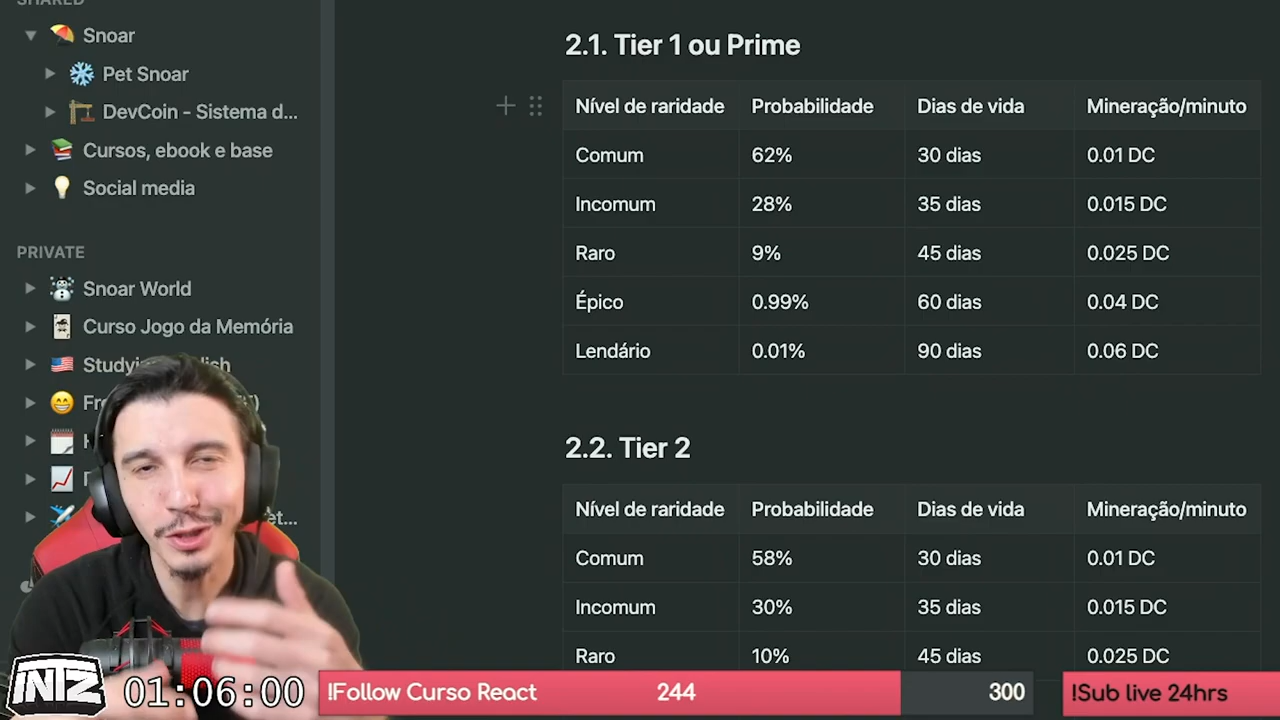 SHARED
Snoar
Pet Snoar
DevCoin - Sistema d...
Cursos, ebook e base
Social media
PRIVATE
Snoar World
Curso Jogo da Memória
2.1. Tier 1 ou Prime
Nível de raridade Probabilidade Dias de vida Mineração/minuto
Comum 62% 30 dias 0.01 DC
Incomum 28% 35 dias 0.015 DC
Raro 9% 45 dias 0.025 DC
Épico 0.99% 60 dias 0.04 DC
Lendário 0.01% 90 dias 0.06 DC
2.2. Tier 2
Nível de raridade Probabilidade Dias de vida Mineração/minuto
Comum 58% 30 dias 0.01 DC
Incomum 30% 35 dias 0.015 DC
Raro 10% 45 dias 0.025 DC
INTZ 01:06:00 !Follow Curso React 244 300 !Sub live 24hrs